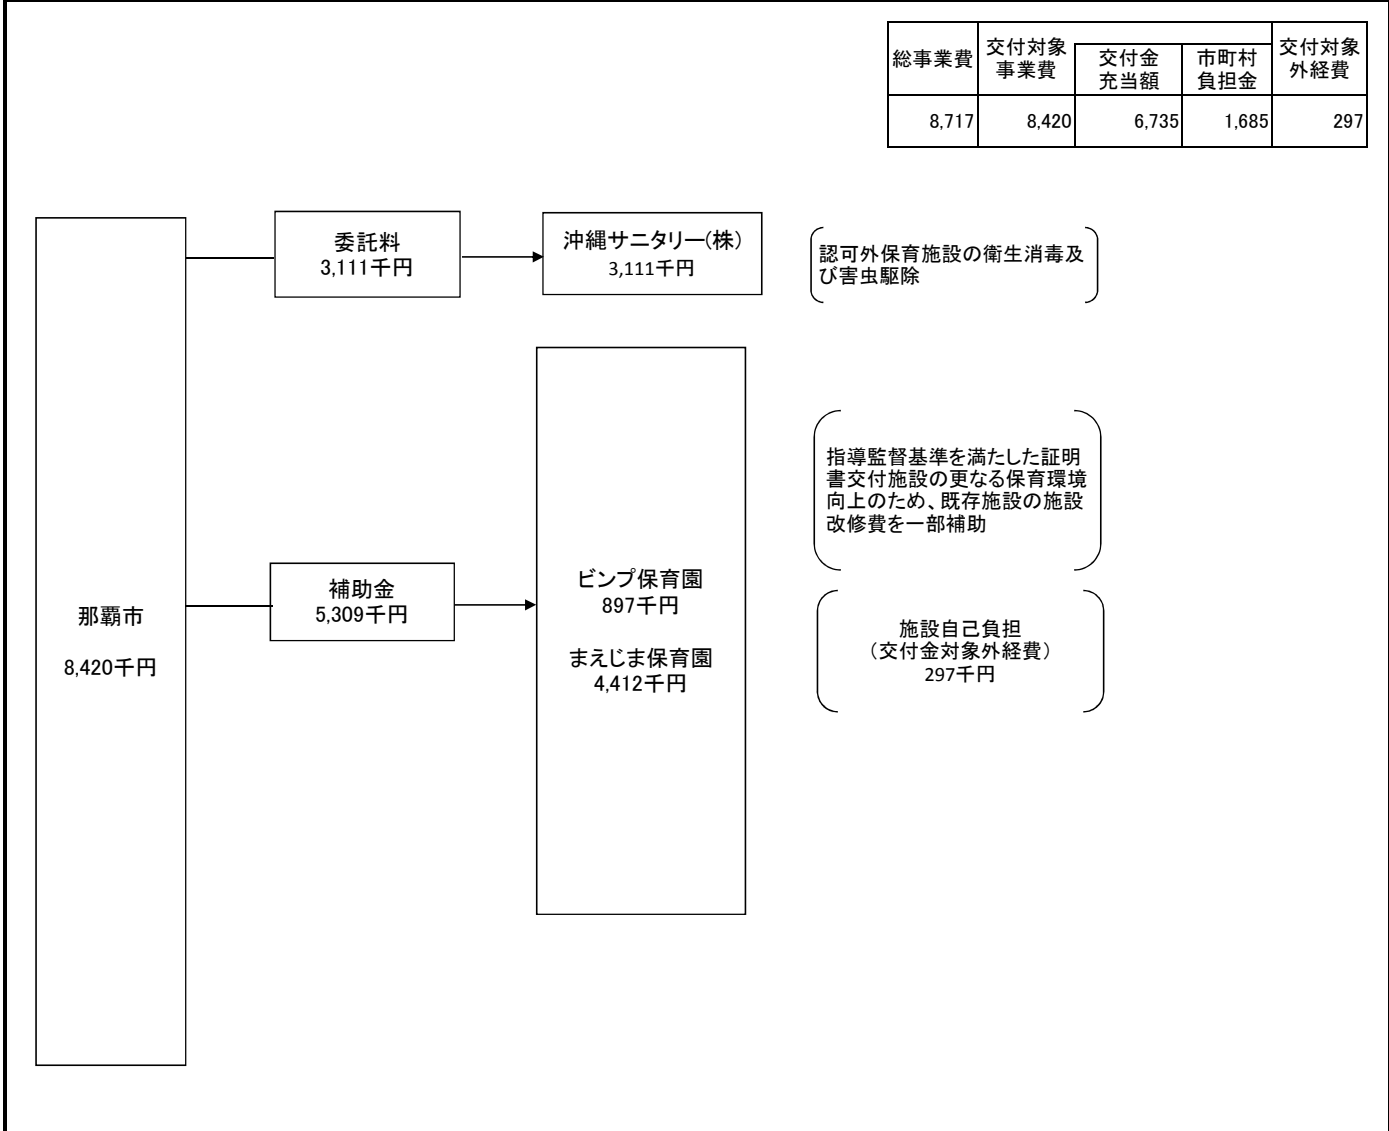 総事業費
交付対象
事業費
交付金
充当額
市町村
負担金
交付対象
外経費
8,717
8,420
6,735
1,685
297
那覇市
8,420千円
委託料
3,111千円
沖縄サニタリー(株)
3,111千円
認可外保育施設の衛生消毒及
び害虫駆除
補助金
5,309千円
ビンプ保育園
897千円
まえじま保育園
4,412千円
指導監督基準を満たした証明
書交付施設の更なる保育環境
向上のため、既存施設の施設
改修費を一部補助
施設自己負担
（交付金対象外経費）
297千円